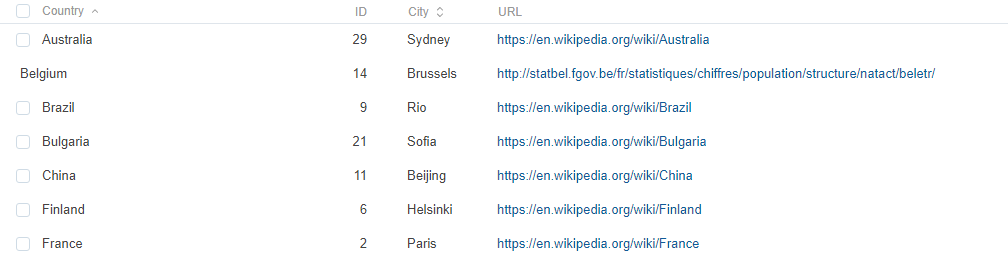 Country ID City URL
Australia 29 Sydney https://en.wikipedia.org/wiki/Australia
Belgium 14 Brussels http://statbel.fgov.be/fr/statistiques/chiffres/population/structure/natact/beletr/
Brazil 9 Rio https://en.wikipedia.org/wiki/Brazil
Bulgaria 21 Sofia https://en.wikipedia.org/wiki/Bulgaria
China 11 Beijing https://en.wikipedia.org/wiki/China
Finland 6 Helsinki https://en.wikipedia.org/wiki/Finland
France 2 Paris https://en.wikipedia.org/wiki/France